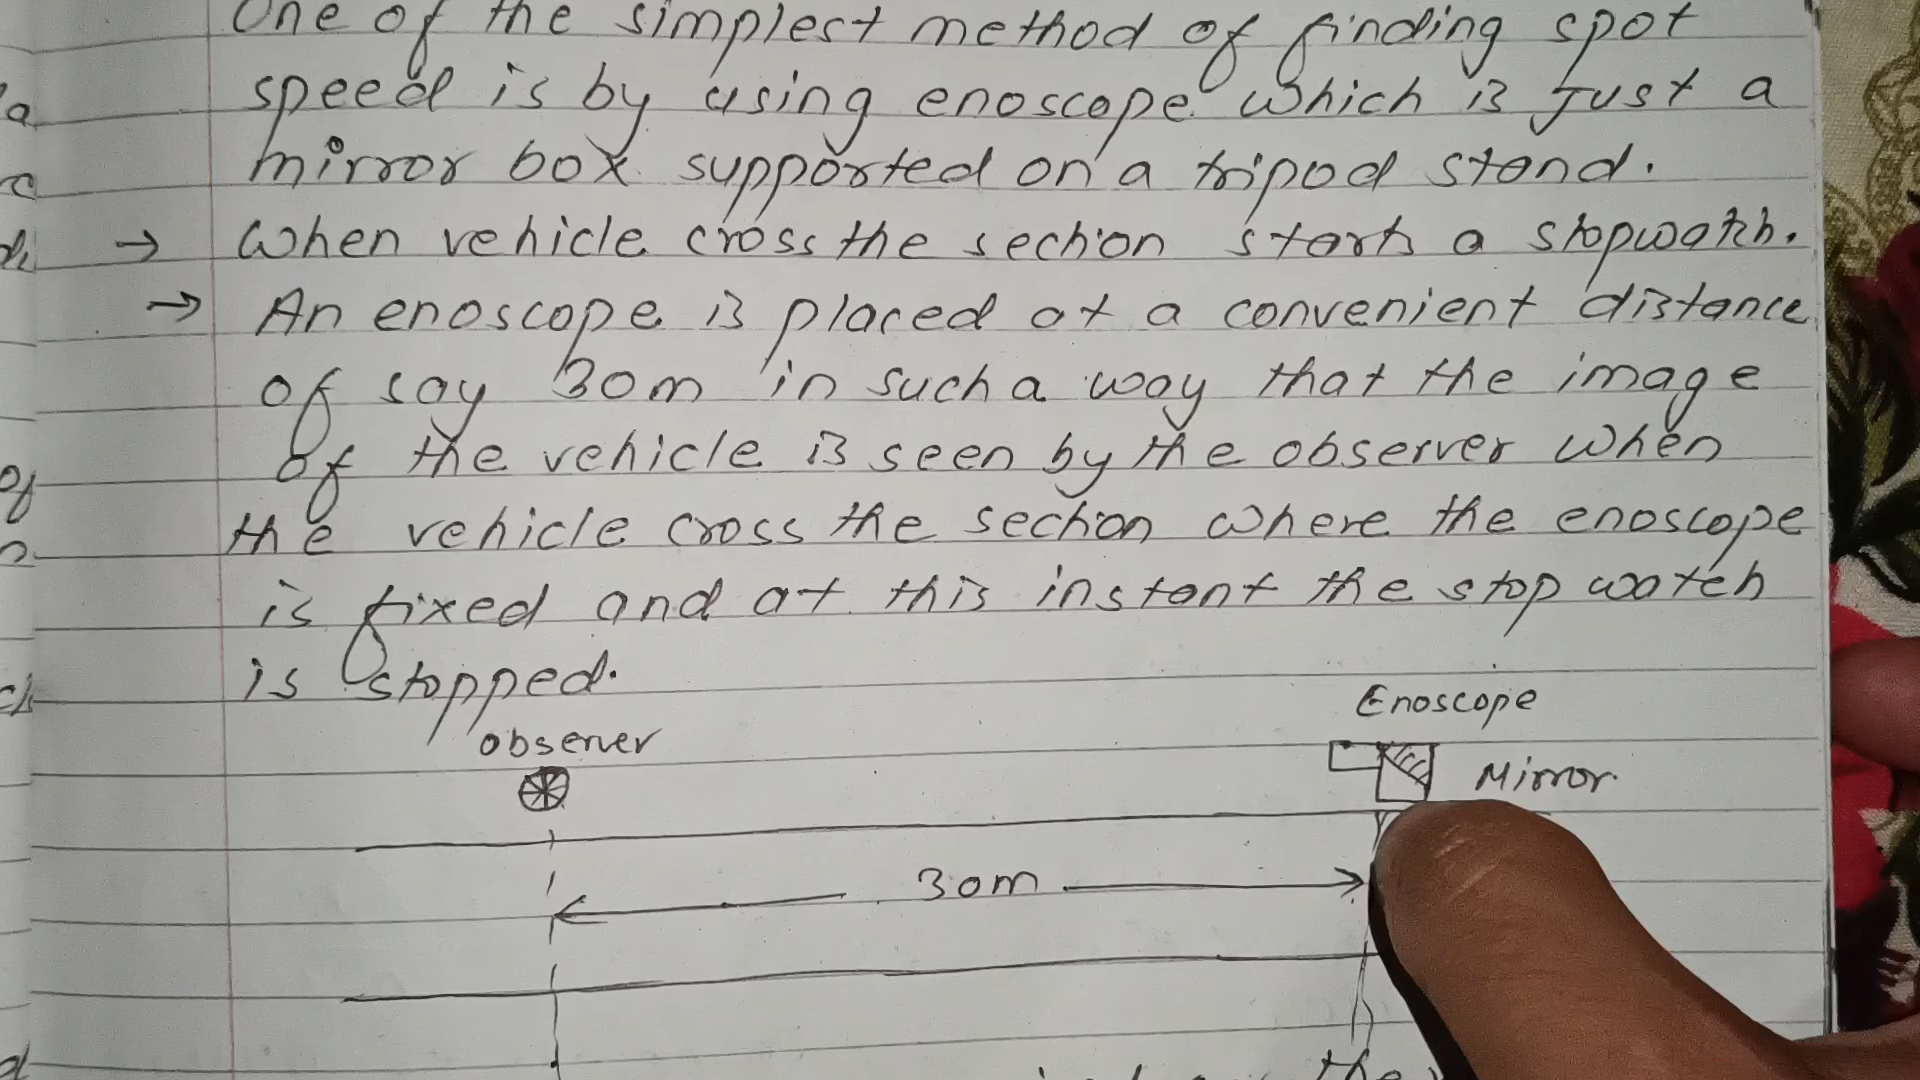 One of the simplest method of finding spot
speed is by using enoscope which is just a
mirror box supported on a tripod stand.
→ When vehicle cross the section starts a stopwatch.
→ An enoscope is placed at a convenient distance
of say 30m in such a way that the image
of the vehicle is seen by the observer when
the vehicle cross the section where the enoscope
is fixed and at this instant the stop watch
is stopped.
Enoscope
observer
Mirror.
30m
the